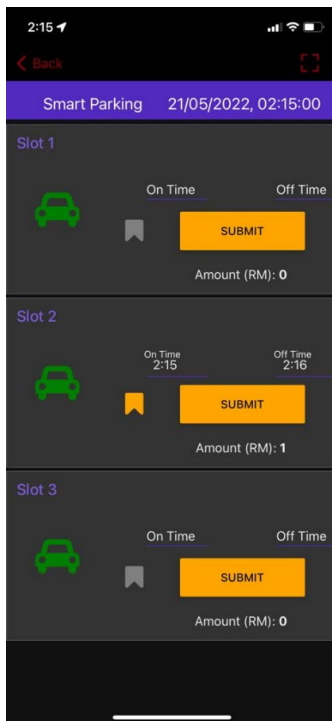 2:15
Back
Smart Parking 21/05/2022, 02:15:00
Slot 1
On Time Off Time
SUBMIT
Amount (RM): 0
Slot 2
On Time Off Time
2:15 2:16
SUBMIT
Amount (RM): 1
Slot 3
On Time Off Time
SUBMIT
Amount (RM): 0